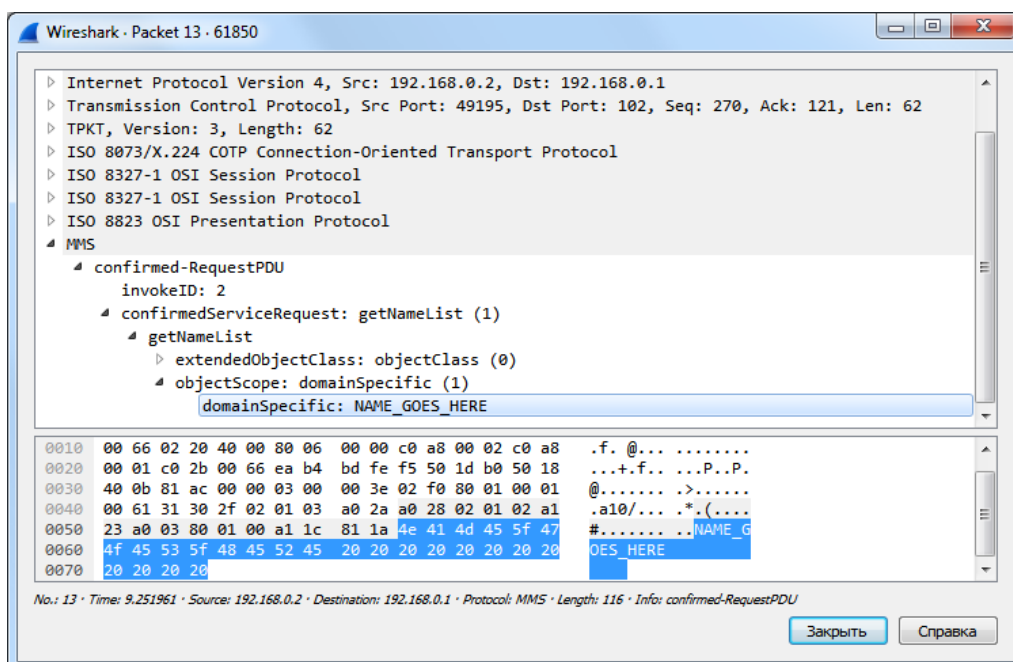 Wireshark · Packet 13 · 61850
Internet Protocol Version 4, Src: 192.168.0.2, Dst: 192.168.0.1
Transmission Control Protocol, Src Port: 49195, Dst Port: 102, Seq: 270, Ack: 121, Len: 62
TPKT, Version: 3, Length: 62
ISO 8073/X.224 COTP Connection-Oriented Transport Protocol
ISO 8327-1 OSI Session Protocol
ISO 8327-1 OSI Session Protocol
ISO 8823 OSI Presentation Protocol
MMS
confirmed-RequestPDU
invokeID: 2
confirmedServiceRequest: getNameList (1)
getNameList
extendedObjectClass: objectClass (0)
objectScope: domainSpecific (1)
domainSpecific: NAME_GOES_HERE
0010 00 66 02 20 40 00 80 06 00 00 c0 a8 00 02 c0 a8 .f. @... ........
0020 00 01 c0 2b 00 66 ea b4 bd fe f5 50 1d b0 50 18 ...+.f.. ...P..P.
0030 40 0b 81 ac 00 00 03 00 00 3e 02 f0 80 01 00 01 @....... .>......
0040 00 61 31 30 2f 02 01 03 a0 2a a0 28 02 01 02 a1 .a10/... .*.(....
0050 23 a0 03 80 01 00 a1 1c 81 1a 4e 41 4d 45 5f 47 #....... ..NAME_G
0060 4f 45 53 5f 48 45 52 45 20 20 20 20 20 20 20 20 OES_HERE
0070 20 20 20 20
No.: 13 · Time: 9.251961 · Source: 192.168.0.2 · Destination: 192.168.0.1 · Protocol: MMS · Length: 116 · Info: confirmed-RequestPDU
Закрыть Справка